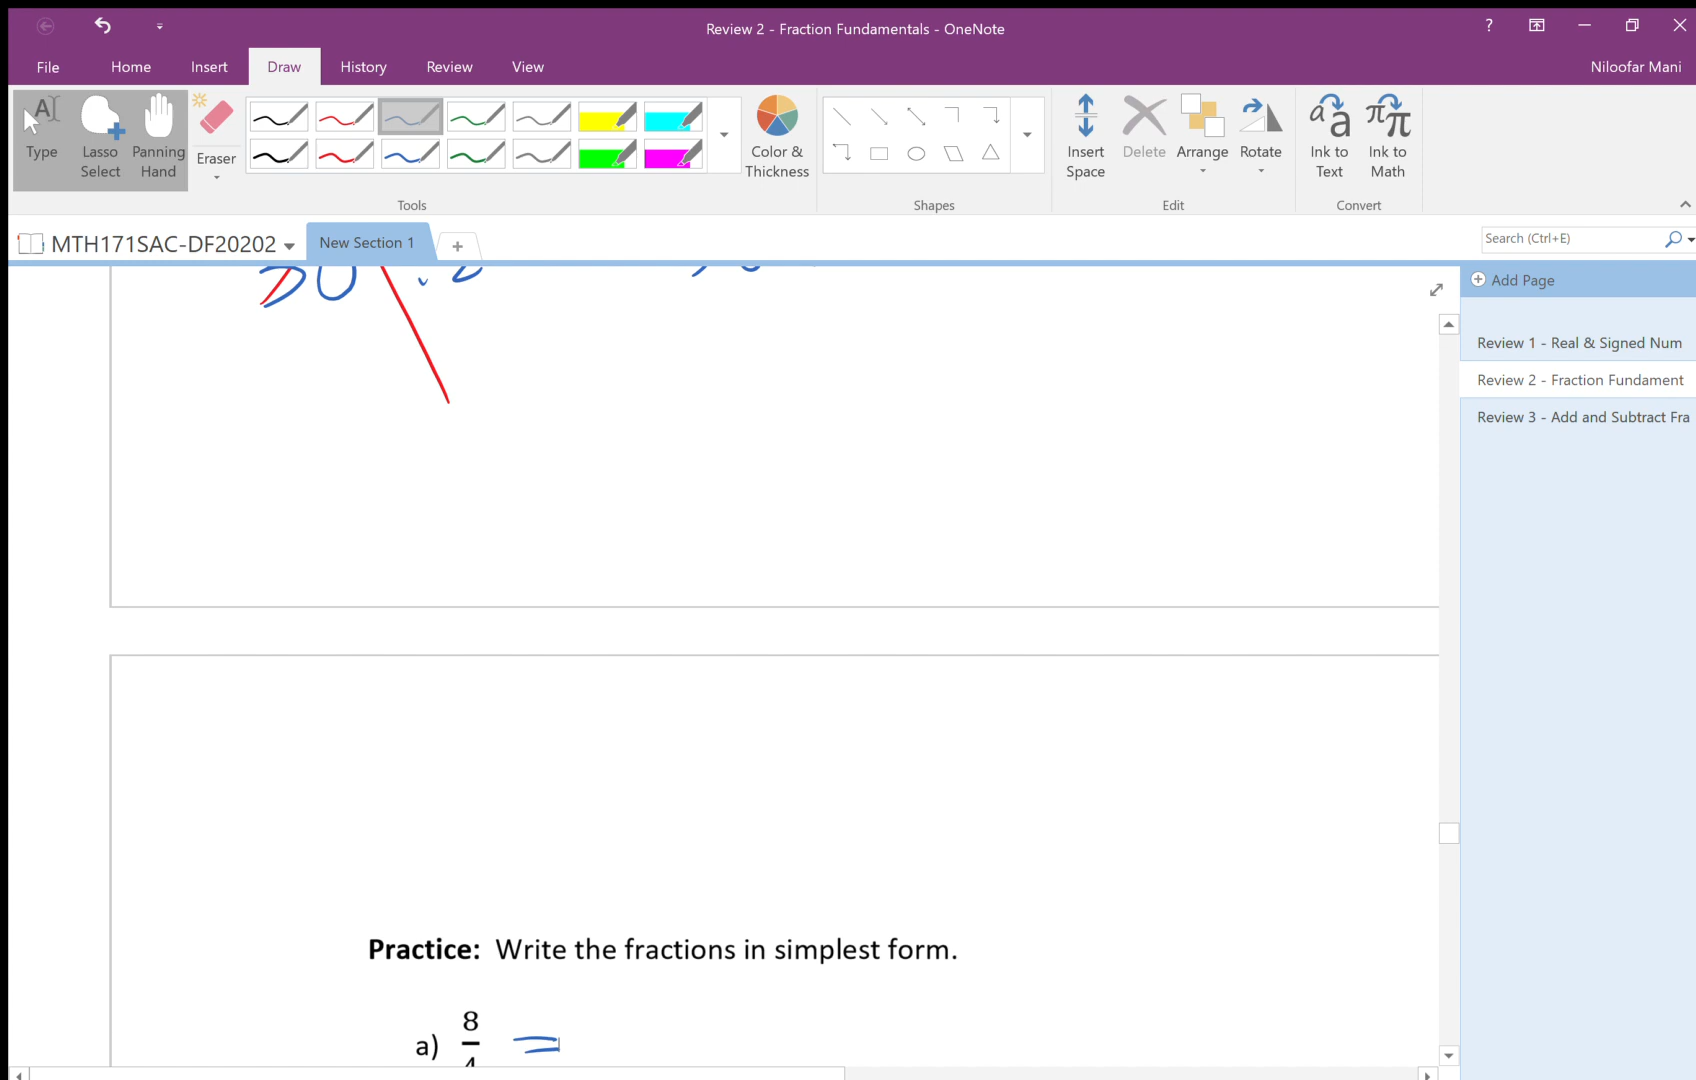 Review 2 - Fraction Fundamentals - OneNote
?
File Home Insert Draw History Review View
Niloofar Mani
Type
Lasso Select
Panning Hand
Eraser
Color & Thickness
Insert Space
Delete
Arrange
Rotate
Ink to Text
Ink to Math
Tools
Shapes
Edit
Convert
MTH171SAC-DF20202
New Section 1
+
Search (Ctrl+E)
Add Page
Review 1 - Real & Signed Num
Review 2 - Fraction Fundament
Review 3 - Add and Subtract Fra
Practice: Write the fractions in simplest form.
8
a) =
4